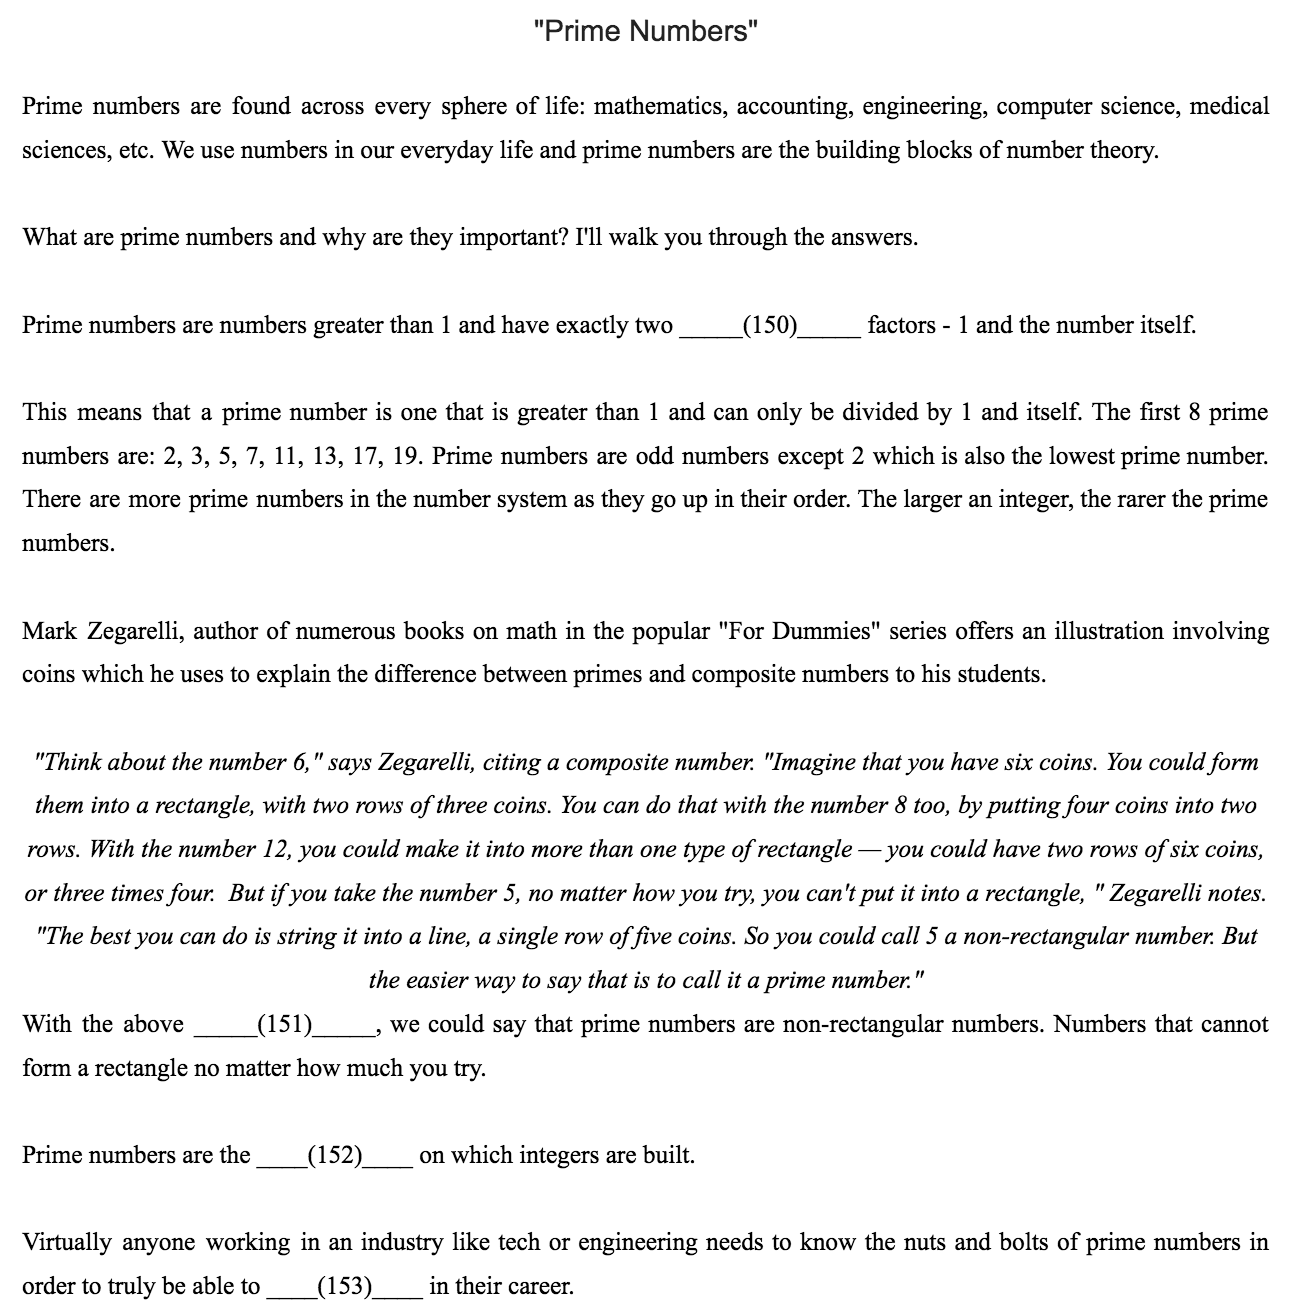 "Prime Numbers"
Prime numbers are found across every sphere of life: mathematics, accounting, engineering, computer science, medical
sciences, etc. We use numbers in our everyday life and prime numbers are the building blocks of number theory.
What are prime numbers and why are they important? I'll walk you through the answers.
Prime numbers are numbers greater than 1 and have exactly two _____(150)_____ factors - 1 and the number itself.
This means that a prime number is one that is greater than 1 and can only be divided by 1 and itself. The first 8 prime
numbers are: 2, 3, 5, 7, 11, 13, 17, 19. Prime numbers are odd numbers except 2 which is also the lowest prime number.
There are more prime numbers in the number system as they go up in their order. The larger an integer, the rarer the prime
numbers.
Mark Zegarelli, author of numerous books on math in the popular "For Dummies" series offers an illustration involving
coins which he uses to explain the difference between primes and composite numbers to his students.
"Think about the number 6," says Zegarelli, citing a composite number. "Imagine that you have six coins. You could form
them into a rectangle, with two rows of three coins. You can do that with the number 8 too, by putting four coins into two
rows. With the number 12, you could make it into more than one type of rectangle — you could have two rows of six coins,
or three times four. But if you take the number 5, no matter how you try, you can't put it into a rectangle, " Zegarelli notes.
"The best you can do is string it into a line, a single row of five coins. So you could call 5 a non-rectangular number. But
the easier way to say that is to call it a prime number."
With the above _____(151)_____, we could say that prime numbers are non-rectangular numbers. Numbers that cannot
form a rectangle no matter how much you try.
Prime numbers are the ____(152)____ on which integers are built.
Virtually anyone working in an industry like tech or engineering needs to know the nuts and bolts of prime numbers in
order to truly be able to ____(153)____ in their career.